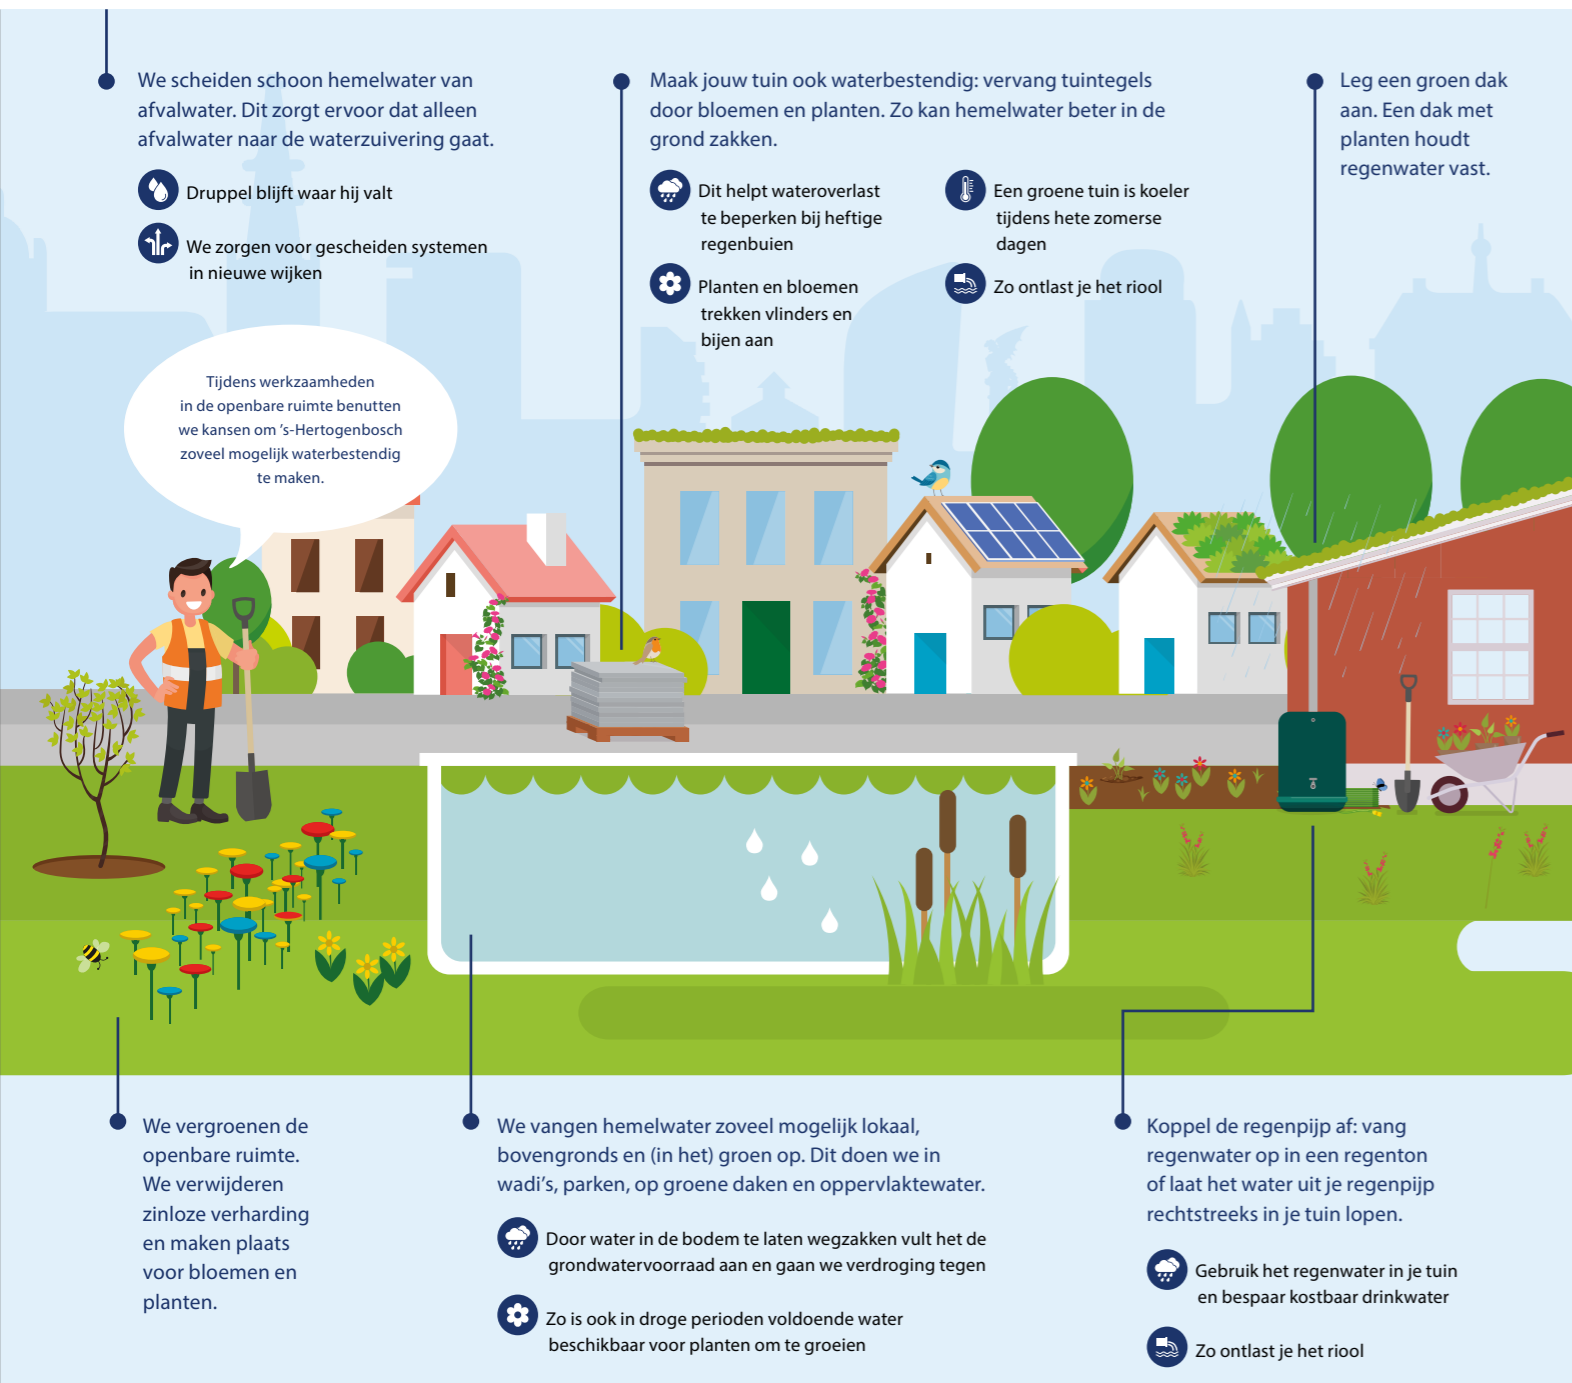 We scheiden schoon hemelwater van
afvalwater. Dit zorgt ervoor dat alleen
afvalwater naar de waterzuivering gaat.
Druppel blijft waar hij valt
We zorgen voor gescheiden systemen
in nieuwe wijken
Maak jouw tuin ook waterbestendig: vervang tuintegels
door bloemen en planten. Zo kan hemelwater beter in de
grond zakken.
Dit helpt wateroverlast
te beperken bij heftige
regenbuien
Planten en bloemen
trekken vlinders en
bijen aan
Een groene tuin is koeler
tijdens hete zomerse
dagen
Zo ontlast je het riool
Leg een groen dak
aan. Een dak met
planten houdt
regenwater vast.
Tijdens werkzaamheden
in de openbare ruimte benutten
we kansen om ’s-Hertogenbosch
zoveel mogelijk waterbestendig
te maken.
We vergroenen de
openbare ruimte.
We verwijderen
zinloze verharding
en maken plaats
voor bloemen en
planten.
We vangen hemelwater zoveel mogelijk lokaal,
bovengronds en (in het) groen op. Dit doen we in
wadi’s, parken, op groene daken en oppervlaktewater.
Door water in de bodem te laten wegzakken vult het de
grondwatervoorraad aan en gaan we verdroging tegen
Zo is ook in droge perioden voldoende water
beschikbaar voor planten om te groeien
Koppel de regenpijp af: vang
regenwater op in een regenton
of laat het water uit je regenpijp
rechtstreeks in je tuin lopen.
Gebruik het regenwater in je tuin
en bespaar kostbaar drinkwater
Zo ontlast je het riool